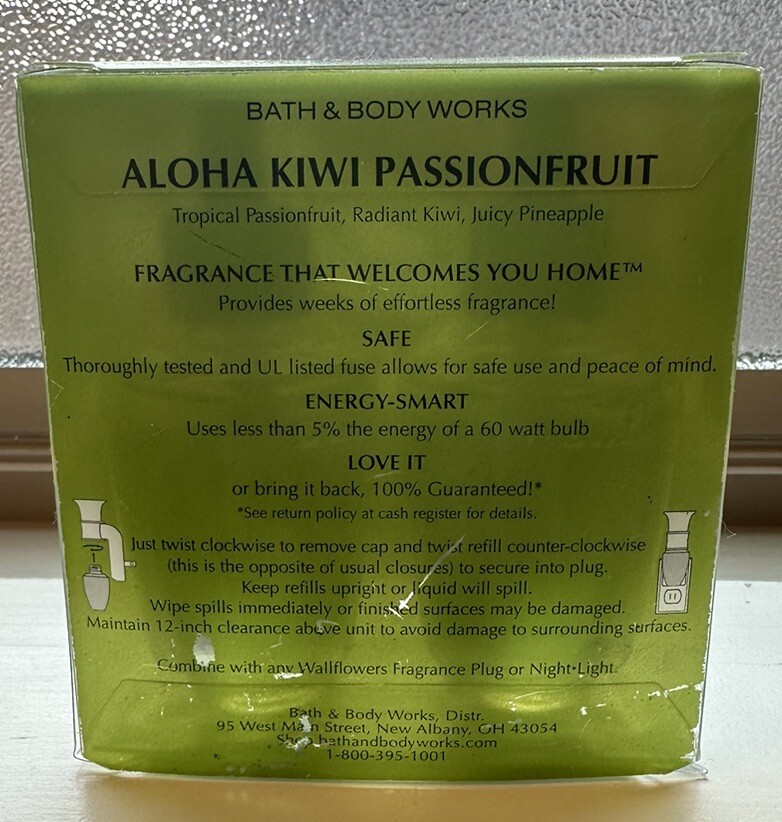 BATH & BODY WORKS
ALOHA KIWI PASSIONFRUIT
Tropical Passionfruit, Radiant Kiwi, Juicy Pineapple
FRAGRANCE THAT WELCOMES YOU HOME™
Provides weeks of effortless fragrance!
SAFE
Thoroughly tested and UL listed fuse allows for safe use and peace of mind.
ENERGY-SMART
Uses less than 5% the energy of a 60 watt bulb
LOVE IT
or bring it back, 100% Guaranteed!*
*See return policy at cash register for details.
Just twist clockwise to remove cap and twist refill counter-clockwise
(this is the opposite of usual closures) to secure into plug.
Keep refills upright or liquid will spill.
Wipe spills immediately or finished surfaces may be damaged.
Maintain 12-inch clearance above unit to avoid damage to surrounding surfaces.
Combine with any Wallflowers Fragrance Plug or Night•Light.
Bath & Body Works, Distr.
95 West Main Street, New Albany, OH 43054
Shop bathandbodyworks.com
1-800-395-1001